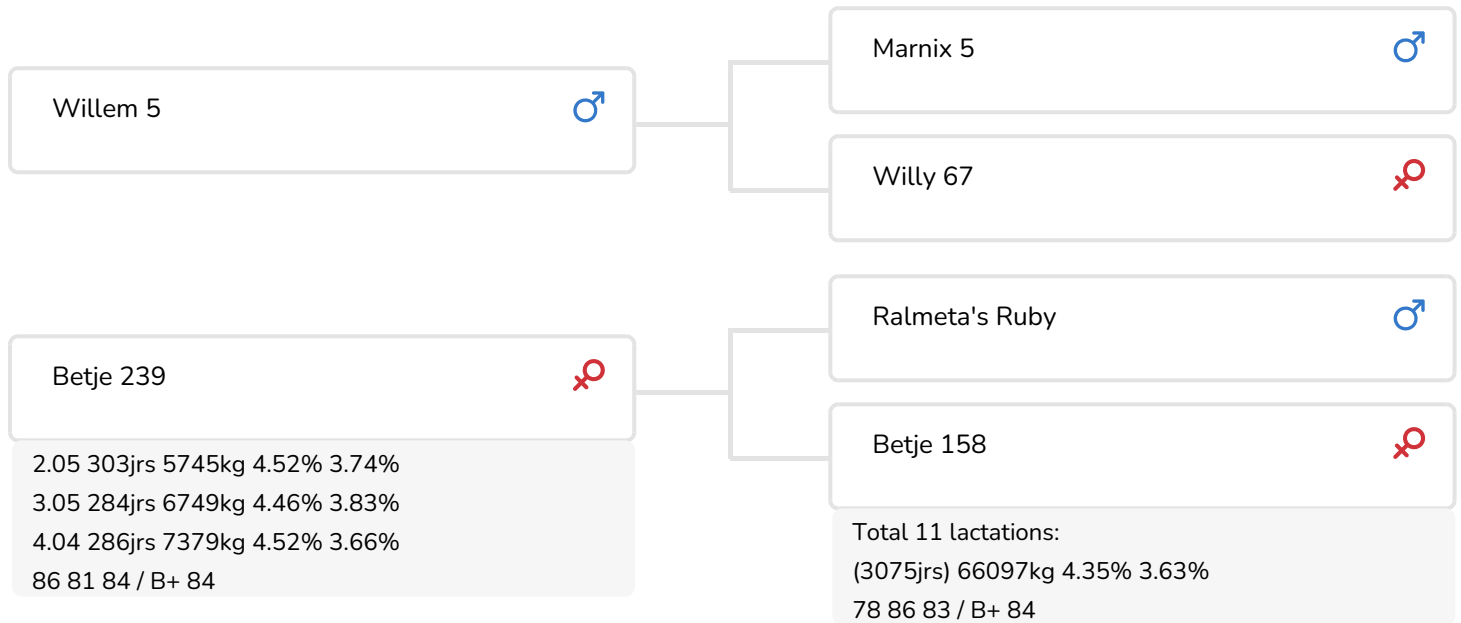 Willem 5
Marnix 5
Willy 67
Betje 239
2.05 303jrs 5745kg 4.52% 3.74%
3.05 284jrs 6749kg 4.46% 3.83%
4.04 286jrs 7379kg 4.52% 3.66%
86 81 84 / B+ 84
Ralmeta's Ruby
Betje 158
Total 11 lactations:
(3075jrs) 66097kg 4.35% 3.63%
78 86 83 / B+ 84